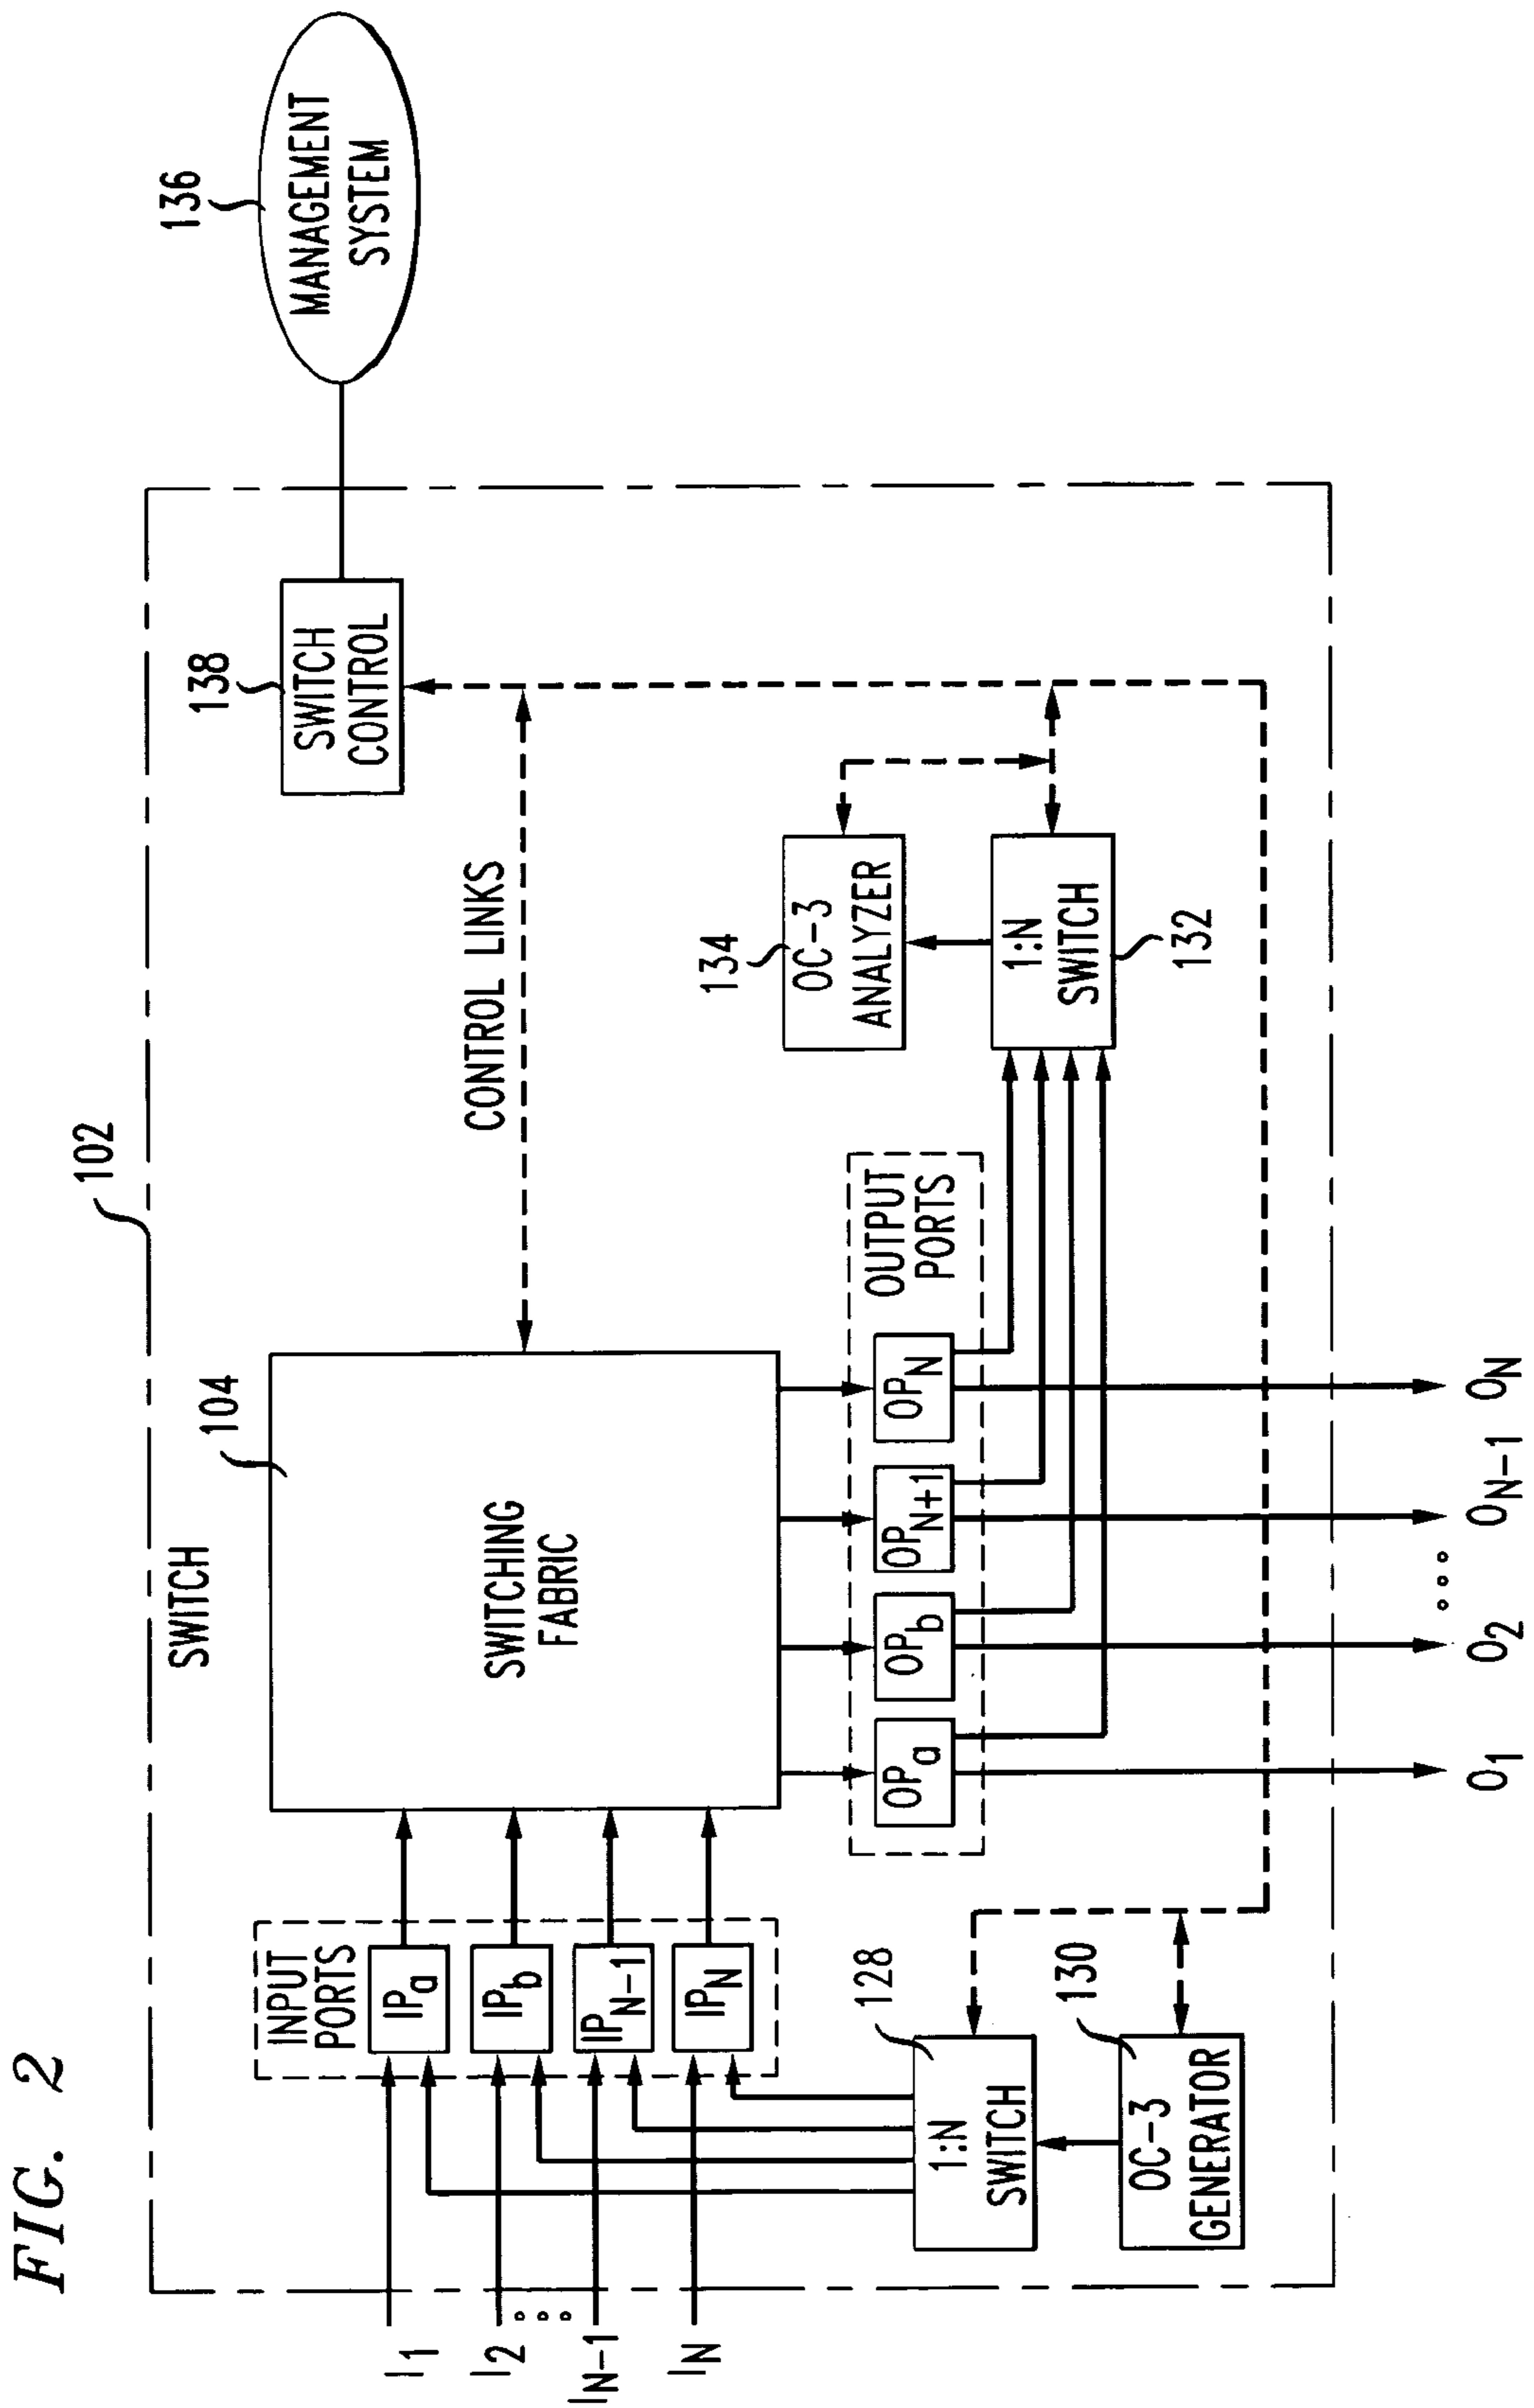 FIG. 2
102
SWITCH
104
138
136
INPUT
PORTS
SWITCH
CONTROL
MANAGEMENT
SYSTEM
I1
IPa
I2
IPb
IN-1
IPN-1
IN
IPN
SWITCHING
FABRIC
CONTROL LINKS
134
OC-3
ANALYZER
OUTPUT
PORTS
OPa
OPb
OPN+1
OPN
128
1:N
SWITCH
1:N
SWITCH
132
130
OC-3
GENERATOR
O1
O2
ON-1
ON